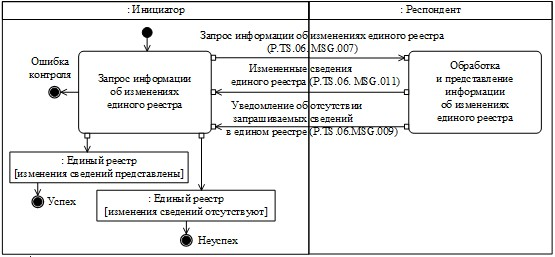 : Инициатор
: Респондент
Запрос информации об изменениях единого реестра
(P.TS.06. MSG.007)
Ошибка
контроля
Запрос информации
об изменениях
единого реестра
Измененные сведения
единого реестра (P.TS.06. MSG.011)
Уведомление об отсутствии
запрашиваемых сведений
в едином реестре (P.TS.06.MSG.009)
Обработка
и представление
информации
об изменениях
единого реестра
: Единый реестр
[изменения сведений представлены]
Успех
: Единый реестр
[изменения сведений отсутствуют]
Неуспех